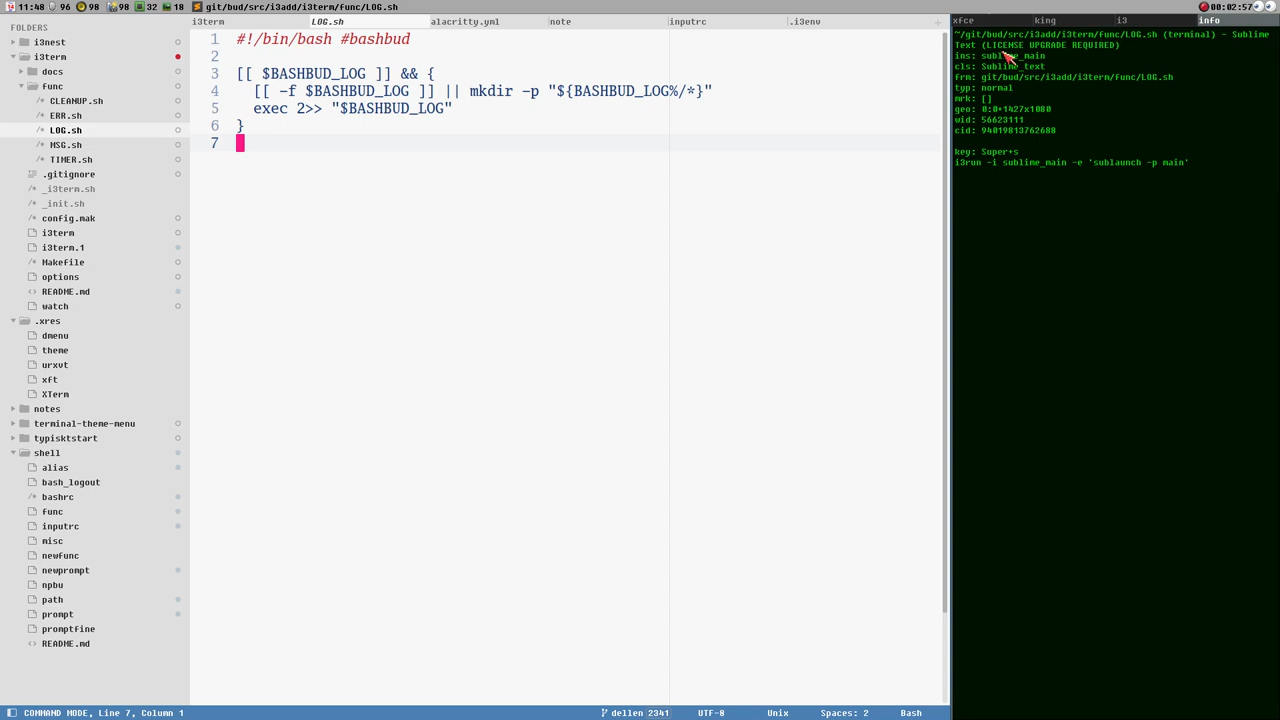 11:48 96 98 98 32 18 git/bud/src/i3add/i3term/func/LOG.sh 00:02:57
FOLDERS
i3nest
i3term
docs
func
CLEANUP.sh
ERR.sh
LOG.sh
MSG.sh
TIMER.sh
.gitignore
_i3term.sh
_init.sh
config.mak
i3term
i3term.1
Makefile
options
README.md
watch
.xres
dmenu
theme
urxvt
xft
XTerm
notes
terminal-theme-menu
typisktstart
shell
alias
bash_logout
bashrc
func
inputrc
misc
newfunc
newprompt
npbu
path
prompt
promptfine
README.md
i3term LOG.sh alacritty.yml note inputrc .i3env
1 #!/bin/bash #bashbud
2
3 [[ $BASHBUD_LOG ]] && {
4 [[ -f $BASHBUD_LOG ]] || mkdir -p "${BASHBUD_LOG%/*}"
5 exec 2>> "$BASHBUD_LOG"
6 }
7
xfce king i3 info
~/git/bud/src/i3add/i3term/func/LOG.sh (terminal) - Sublime
Text (LICENSE UPGRADE REQUIRED)
ins: sublime_main
cls: Sublime_text
frm: git/bud/src/i3add/i3term/func/LOG.sh
typ: normal
mrk: []
geo: 0:0+1427x1080
wid: 56623111
cid: 94019813762688
key: Super+s
i3run -i sublime_main -e 'sublaunch -p main'
COMMAND MODE, Line 7, Column 1 dellen 2341 UTF-8 Unix Spaces: 2 Bash